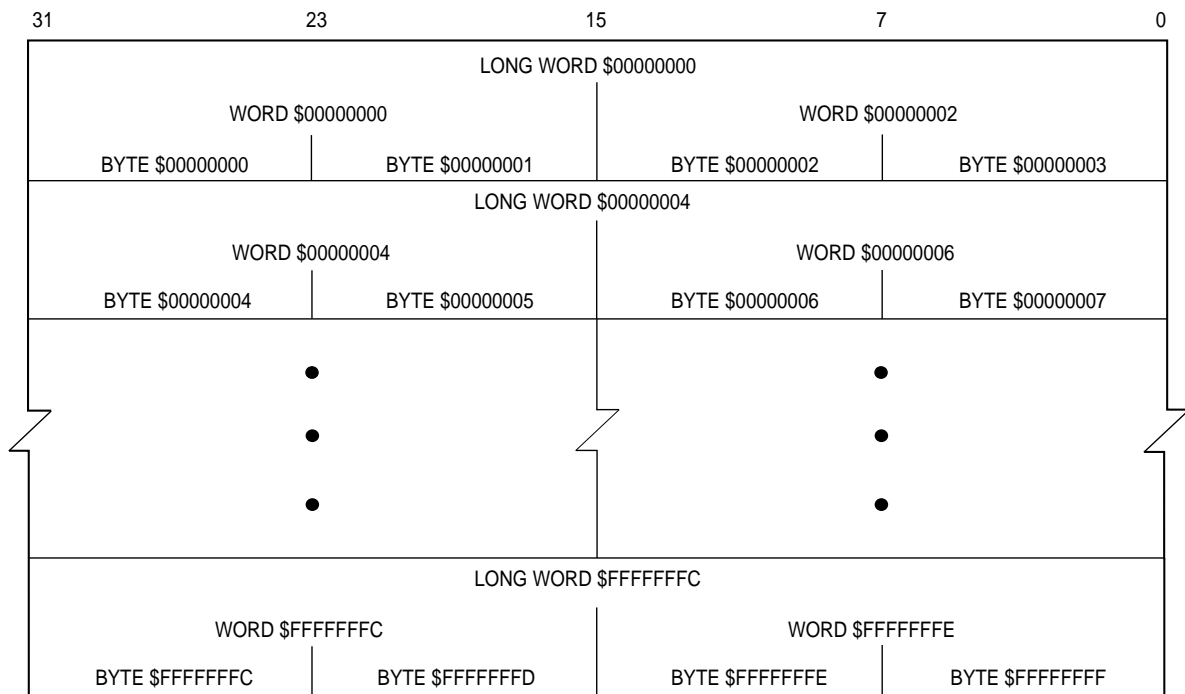 31 23 15 7 0
LONG WORD $00000000
WORD $00000000 WORD $00000002
BYTE $00000000 BYTE $00000001 BYTE $00000002 BYTE $00000003
LONG WORD $00000004
WORD $00000004 WORD $00000006
BYTE $00000004 BYTE $00000005 BYTE $00000006 BYTE $00000007
LONG WORD $FFFFFFFC
WORD $FFFFFFFC WORD $FFFFFFFE
BYTE $FFFFFFFC BYTE $FFFFFFFD BYTE $FFFFFFFE BYTE $FFFFFFFF